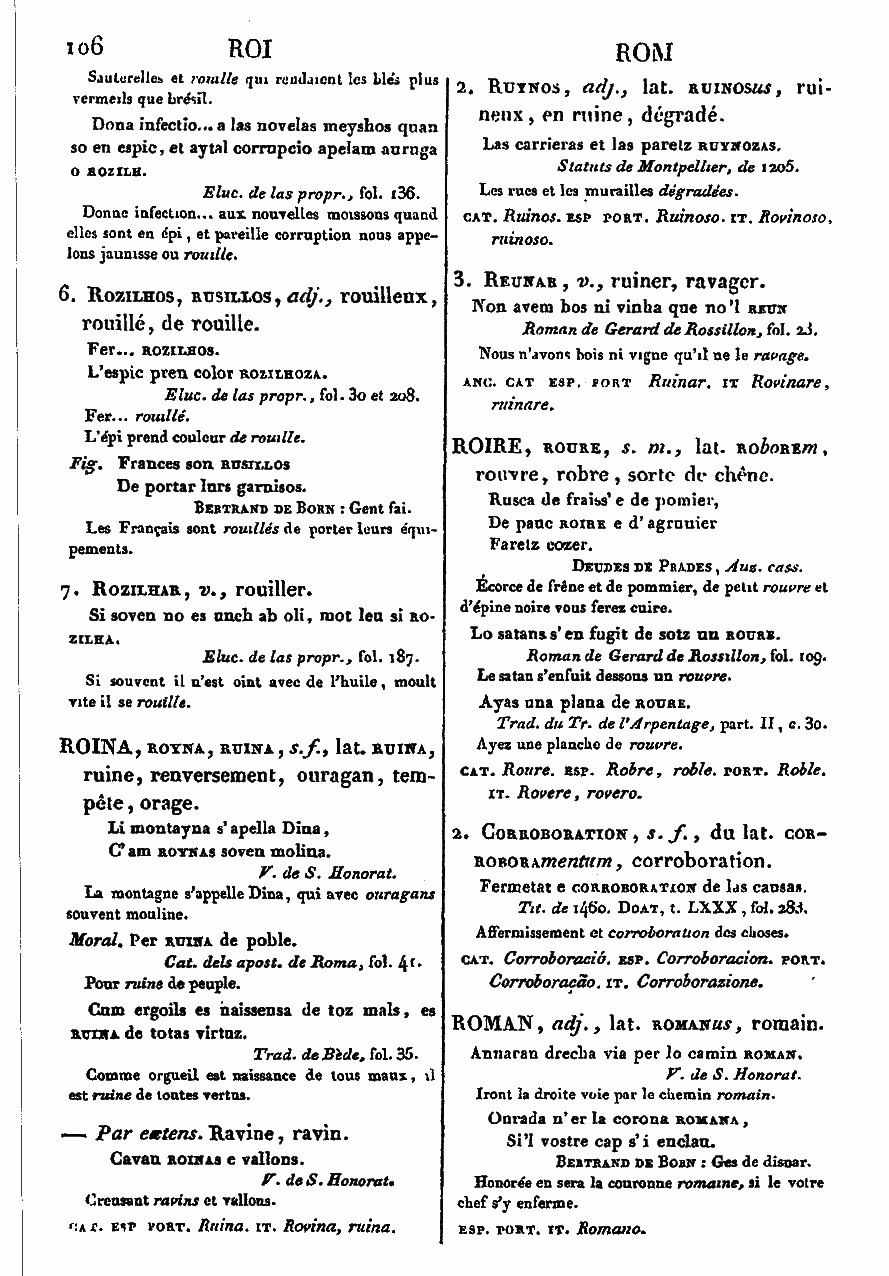 106 ROI ROM
Sauterelles et rouille qui rendaient les blés plus
vermeils que brésil.
Dona infectio... a las novelas meyshos quan
so en espic, et aytal corrupcio apelam auruga
o ROZILH.
Eluc. de las propr., fol. 136.
Donne infection... aux nouvelles moissons quand
elles sont en épi, et pareille corruption nous appe-
lons jaunisse ou rouille.
6. ROZILHOS, RUSILLOS, adj., rouilleux,
rouillé, de rouille.
Fer... ROZILHOS.
L'espic pren color ROZILHOZA.
Eluc. de las propr., fol. 30 et 208.
Fer... rouillé.
L'épi prend couleur de rouille.
Fig. Frances son RUSILLOS
De portar lurs garnisos.
BERTRAND DE BORN : Gent fai.
Les Français sont rouillés de porter leurs équi-
pements.
7. ROZILHAR, v., rouiller.
Si soven no es unch ab oli, mot leu si RO-
ZILHA.
Eluc. de las propr., fol. 187.
Si souvent il n'est oint avec de l'huile, moult
vite il se rouille.
ROINA, ROYNA, RUINA, s. f., lat. RUINA,
ruine, renversement, ouragan, tem-
pête, orage.
Li montayna s'apella Dina,
C'am ROYNAS soven molina.
V. de S. Honorat.
La montagne s'appelle Dina, qui avec ouragans
souvent mouline.
Moral. Per RUINA de poble.
Cat. dels apost. de Roma, fol. 41.
Pour ruine de peuple.
Cum ergoils es naissensa de toz mals, es
RUINA de totas virtuz.
Trad. de Bède, fol. 35.
Comme orgueil est naissance de tous maux, il
est ruine de toutes vertus.
— Par extens. Ravine, ravin.
Cavan ROINAS e vallons.
V. de S. Honorat.
Creusant ravins et vallons.
CAT. ESP PORT. Ruina. IT. Rovina, ruina.
2. RUYNOS, adj., lat. RUINOSus, rui-
neux, en ruine, dégradé.
Las carrieras et las paretz RUYNOZAS.
Statuts de Montpellier, de 1205.
Les rues et les murailles dégradées.
CAT. Ruinos. ESP PORT. Ruinoso. IT. Rovinoso,
ruinoso.
3. REUNAR, v., ruiner, ravager.
Non avem bos ni vinha que no'l REUN
Roman de Gerard de Rossillon, fol. 23.
Nous n'avons bois ni vigne qu'il ne le ravage.
ANC. CAT ESP. PORT Ruinar. IT Rovinare,
ruinare.
ROIRE, ROURE, s. m., lat. RoboREm,
rouvre, robre, sorte de chêne.
Rusca de fraiss' e de pomier,
De pauc ROIRE e d'agrunier
Faretz cozer.
DEUDES DE PRADES, Auz. cass.
Écorce de frêne et de pommier, de petit rouvre et
d'épine noire vous ferez cuire.
Lo satans s'en fugit de sotz un ROURE.
Roman de Gerard de Rossillon, fol. 109.
Le satan s'enfuit dessous un rouvre.
Ayas una plana de ROURE.
Trad. du Tr. de l'Arpentage, part. II, c. 30.
Ayez une planche de rouvre.
CAT. Roure. ESP. Robre, roble. PORT. Roble.
IT. Rovere, rovero.
2. CORROBORATION, s. f., du lat. COR-
ROBORAmentum, corroboration.
Fermetat e CORROBORATION de las causas.
Tit. de 1460. DOAT, t. LXXX, fol. 283.
Affermissement et corroboration des choses.
CAT. Corroboració. ESP. Corroboracion. PORT.
Corroboração. IT. Corroborazione.
ROMAN, adj., lat. ROMANus, romain.
Annaran drecha via per lo camin ROMAN.
V. de S. Honorat.
Iront la droite voie par le chemin romain.
Onrada n'er la corona ROMANA,
Si'l vostre cap s'i enclau.
BERTRAND DE BORN : Ges de disnar.
Honorée en sera la couronne romaine, si le votre
chef s'y enferme.
ESP. PORT. IT. Romano.